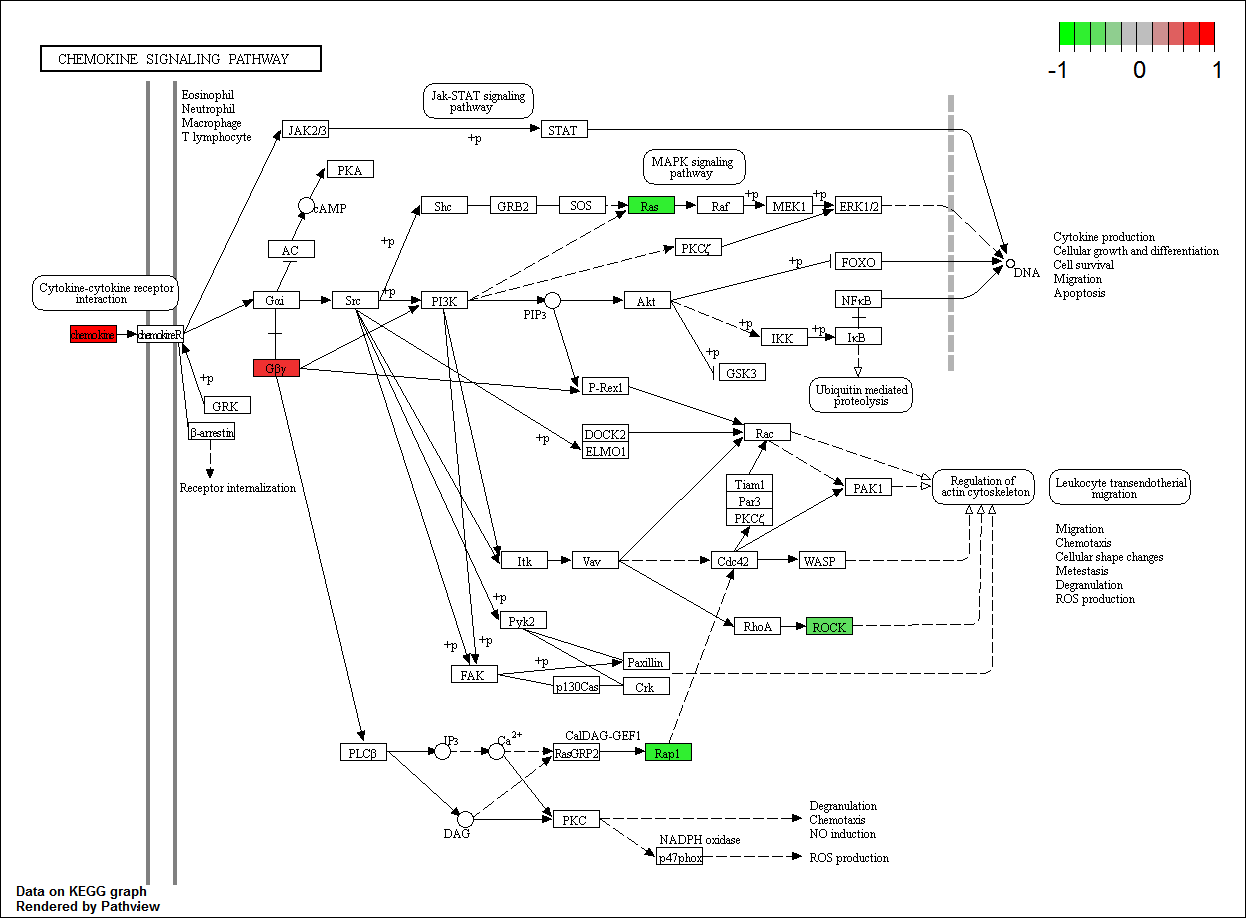 -1 0 1
CHEMOKINE SIGNALING PATHWAY
Eosinophil
Neutrophil
Macrophage
T lymphocyte
Jak-STAT signaling
pathway
JAK2/3
+p
STAT
PKA
MAPK signaling
pathway
cAMP
Shc
GRB2
SOS
Ras
Raf
+p
MEK1
+p
ERK1/2
AC
+p
PKCζ
Cytokine production
Cellular growth and differentiation
Cell survival
Migration
Apoptosis
+p
FOXO
DNA
Cytokine-cytokine receptor
interaction
Gαi
Src
+p
PI3K
PIP3
Akt
NFκB
chemokine
chemokineR
+p
IKK
+p
IκB
Gβγ
+p
GSK3
+p
GRK
P-Rex1
Ubiquitin mediated
proteolysis
β-arrestin
+p
DOCK2
ELMO1
Rac
Receptor internalization
Tiam1
Par3
PKCζ
PAK1
Regulation of
actin cytoskeleton
Leukocyte transendotherial
migration
Itk
Vav
Cdc42
WASP
Migration
Chemotaxis
Cellular shape changes
Metestasis
Degranulation
ROS production
+p
Pyk2
RhoA
ROCK
+p
+p
FAK
+p
Paxillin
p130Cas
Crk
PLCβ
IP3
Ca2+
CalDAG-GEF1
RasGRP2
Rap1
DAG
PKC
Degranulation
Chemotaxis
NO induction
NADPH oxidase
p47phox
ROS production
Data on KEGG graph
Rendered by Pathview